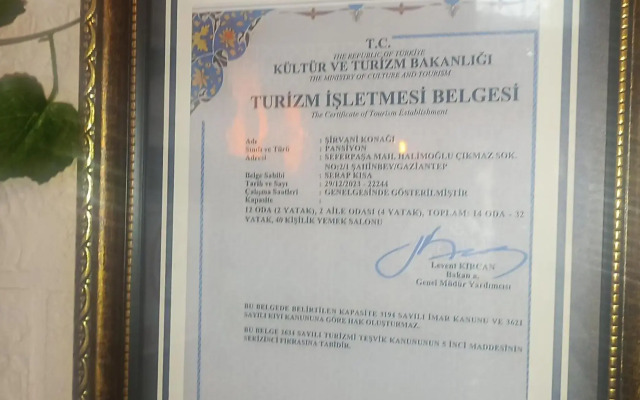 T.C.
THE REPUBLIC OF TÜRKİYE
KÜLTÜR VE TURİZM BAKANLIĞI
THE MINISTRY OF CULTURE AND TOURISM
TURİZM İŞLETMESİ BELGESİ
The Certificate of Tourism Establishment
Adı : ŞİRVANİ KONAĞI
Sınıfı ve Türü : PANSİYON
Adresi : SEFERPAŞA MAH. HALIMOĞLU ÇIKMAZ SOK.
NO:2/1 ŞAHİNBEY/GAZİANTEP
Belge Sahibi : SERAP KISA
Tarih ve Sayı : 29/12/2023 - 22244
Çalışma Saatleri : GENELGESİNDE GÖSTERİLMİŞTİR
Kapasite :
12 ODA (2 YATAK), 2 AİLE ODASI (4 YATAK), TOPLAM: 14 ODA - 32
YATAK, 40 KİŞİLİK YEMEK SALONU
Levent KIRCAN
Bakan a.
Genel Müdür Yardımcısı
BU BELGEDE BELİRTİLEN KAPASİTE 3194 SAYILI İMAR KANUNU VE 3621
SAYILI KIYI KANUNUNA GÖRE HAK OLUŞTURMAZ.
BU BELGE 2634 SAYILI TURİZMİ TEŞVİK KANUNUNUN 5 İNCİ MADDESİNİN
SEKİZİNCİ FIKRASINA TABİDİR.